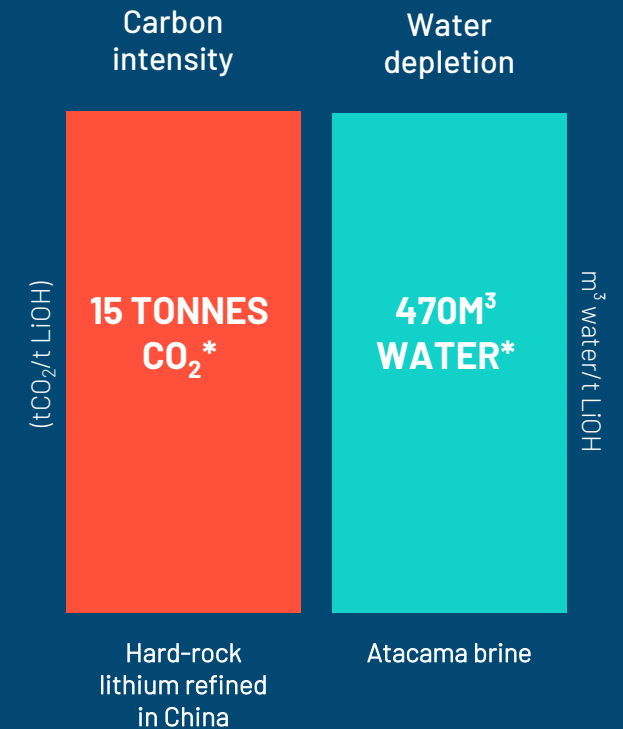 Carbon
intensity
Water
depletion
(tCO₂/t LiOH)
15 TONNES
CO₂*
470M³
WATER*
m³ water/t LiOH
Hard-rock
lithium refined
in China
Atacama brine